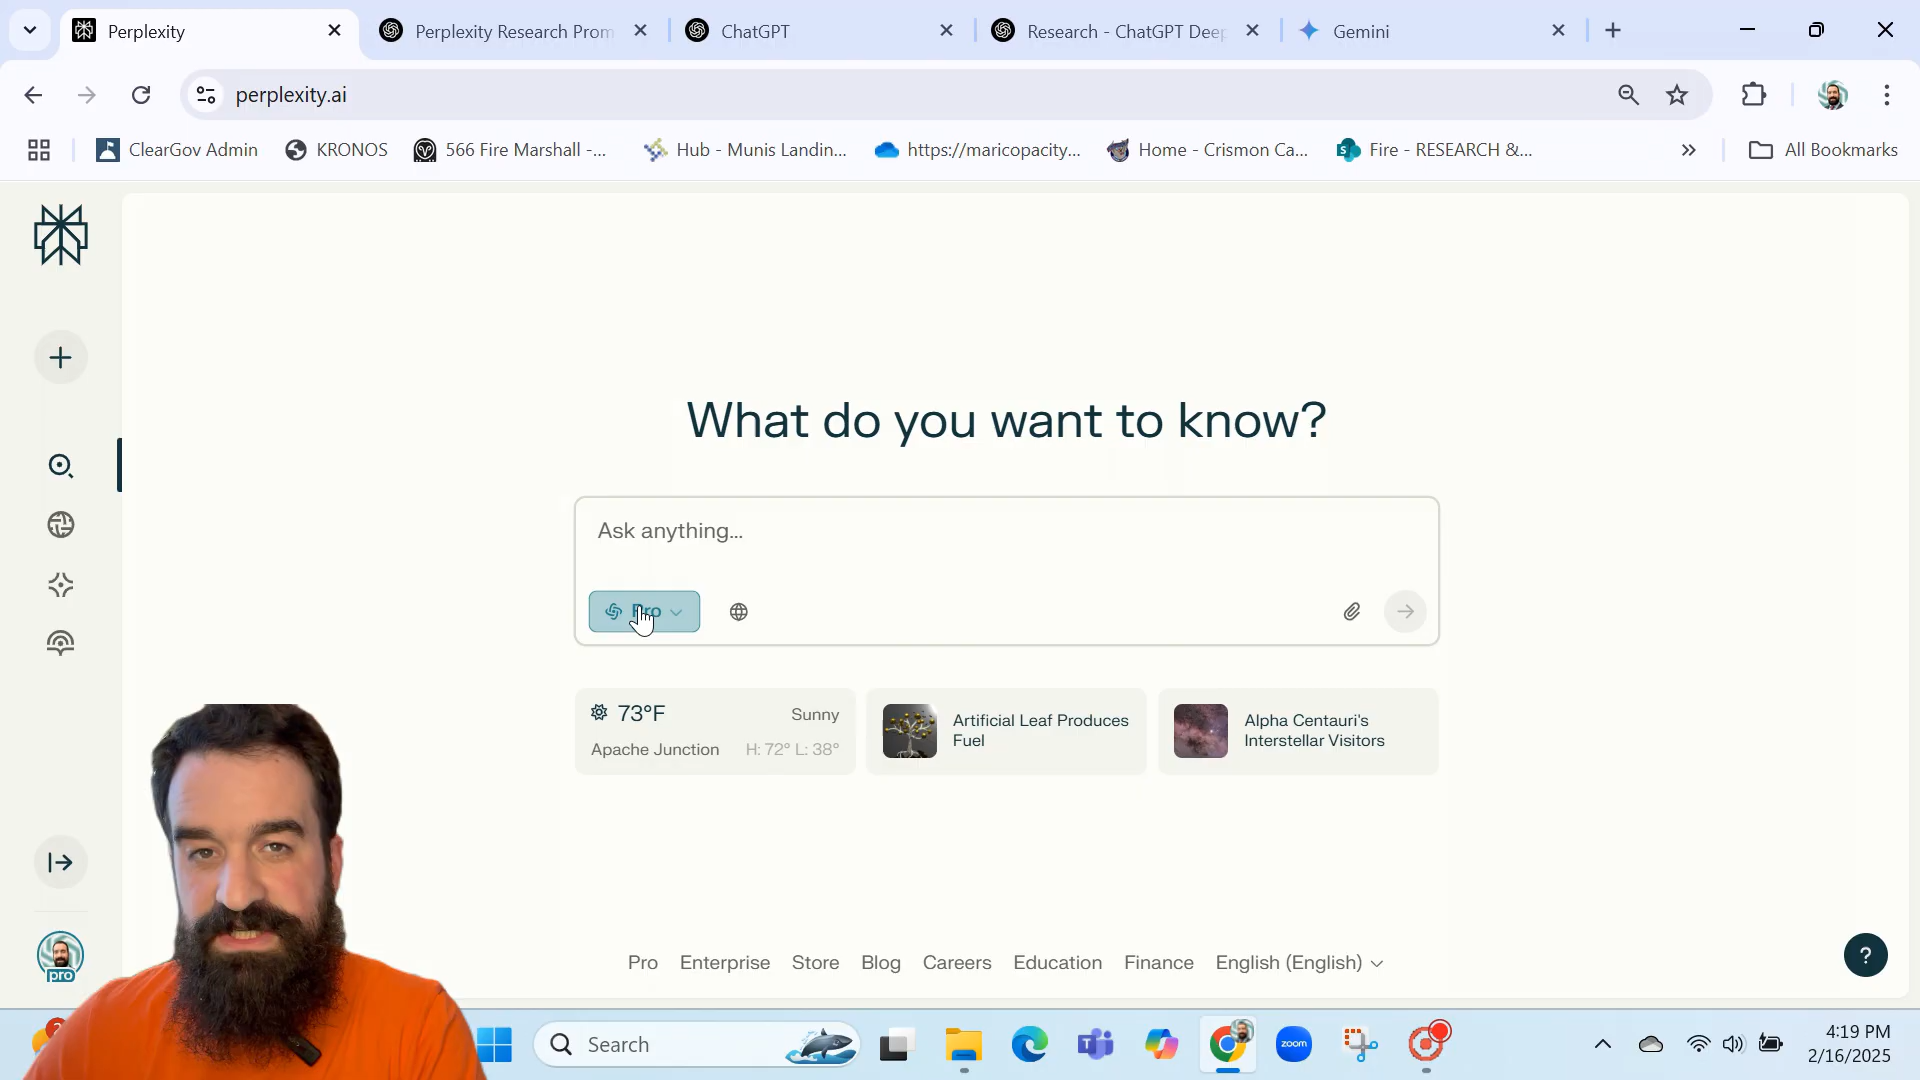 Perplexity
Perplexity Research Prom
ChatGPT
Research - ChatGPT Deep
Gemini
perplexity.ai
ClearGov Admin
KRONOS
566 Fire Marshall -...
Hub - Munis Landin...
https://maricopacity...
Home - Crismon Ca...
Fire - RESEARCH &...
All Bookmarks
What do you want to know?
Ask anything...
Pro
73°F
Sunny
Apache Junction
H: 72° L: 38°
Artificial Leaf Produces
Fuel
Alpha Centauri's
Interstellar Visitors
pro
Pro
Enterprise
Store
Blog
Careers
Education
Finance
English (English)
?
Search
zoom
4:19 PM
2/16/2025